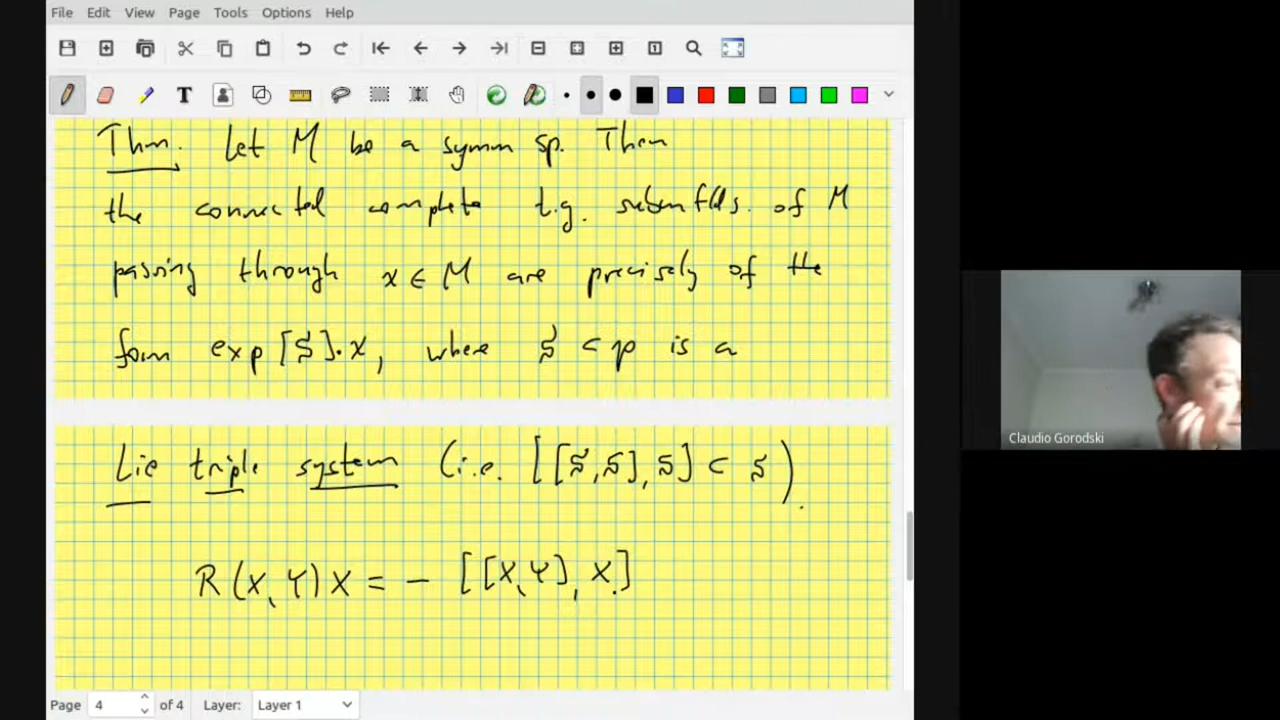 File Edit View Page Tools Options Help
Thm. Let M be a symm sp. Then
the connected complete t.g. submflds. of M
passing through x ∈ M are precisely of the
form exp[𝔰]·x, where 𝔰 ⊂ 𝔭 is a
Lie triple system (i.e. [[𝔰,𝔰],𝔰] ⊂ 𝔰).
R(X,Y)X = - [[X,Y],X]
Claudio Gorodski
Page 4 of 4 Layer: Layer 1